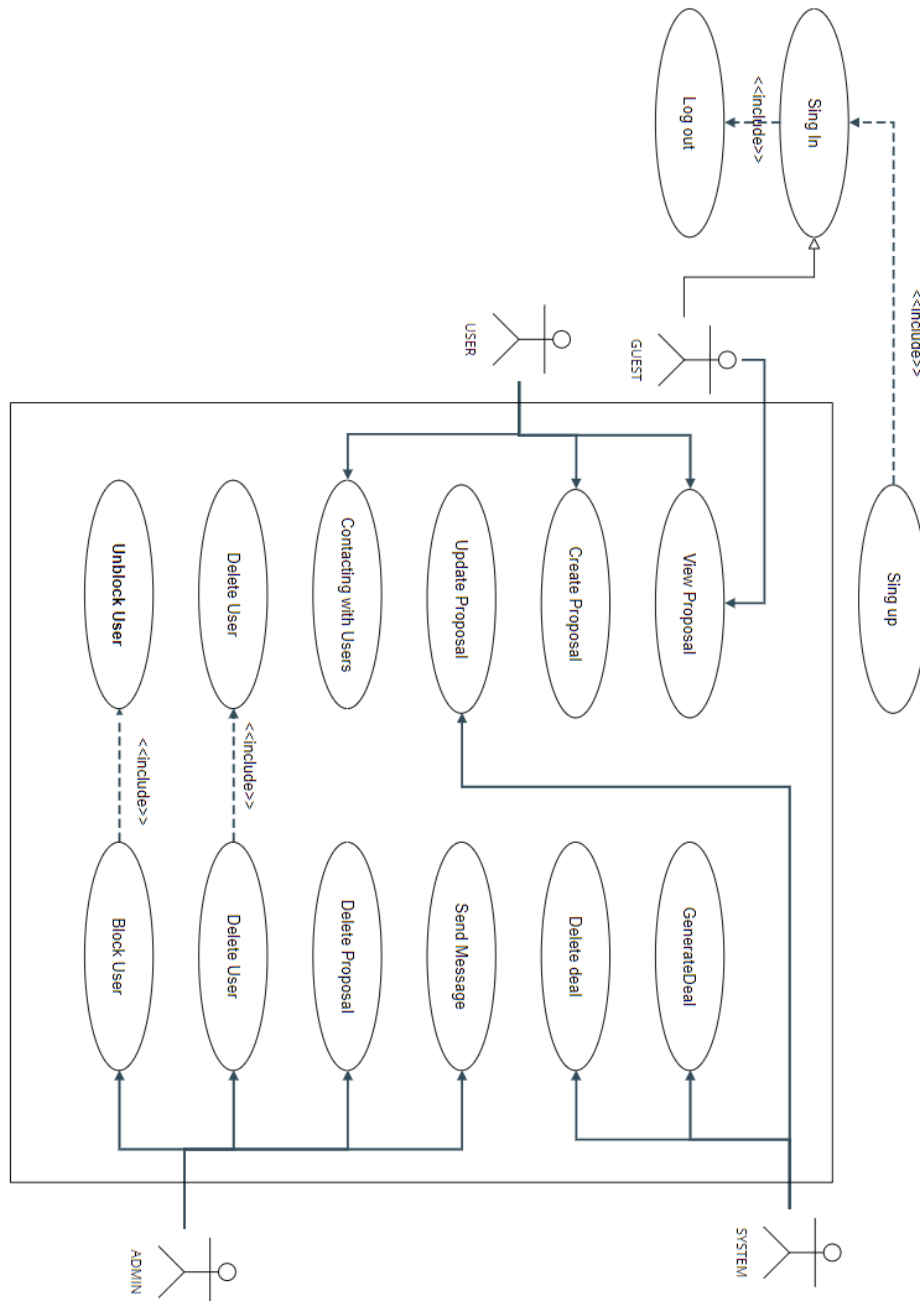 Sing up
<<include>>
Sing In
<<include>>
Log out
GUEST
USER
View Proposal
Create Proposal
Update Proposal
Contacting with Users
Delete User
Unblock User
<<include>>
<<include>>
GenerateDeal
Delete deal
Send Message
Delete Proposal
Delete User
Block User
SYSTEM
ADMIN